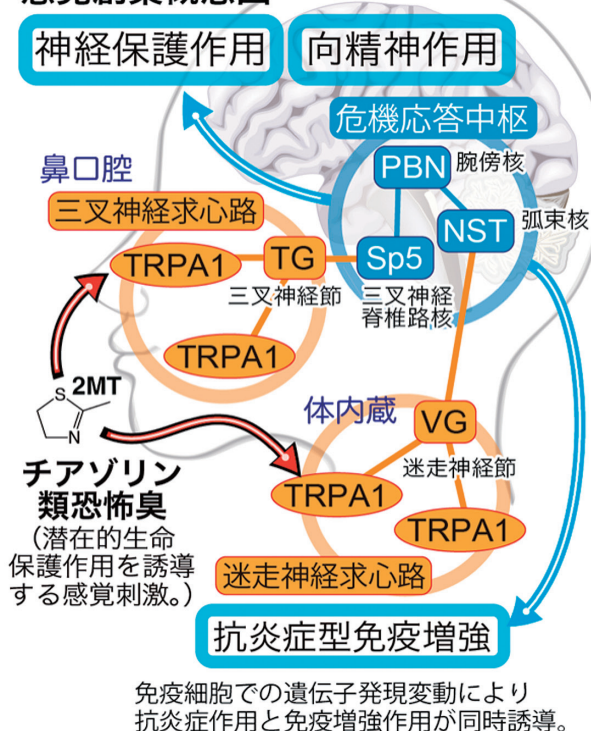 神経保護作用
向精神作用
危機応答中枢
PBN
腕傍核
鼻口腔
三叉神経求心路
NST
弧束核
TRPA1
TG
Sp5
三叉神経節
三叉神経
脊椎路核
TRPA1
S
2MT
N
体内蔵
VG
迷走神経節
チアゾリン
類恐怖臭
(潜在的生命
保護作用を誘導
する感覚刺激。)
TRPA1
TRPA1
迷走神経求心路
抗炎症型免疫増強
免疫細胞での遺伝子発現変動により
抗炎症作用と免疫増強作用が同時誘導。